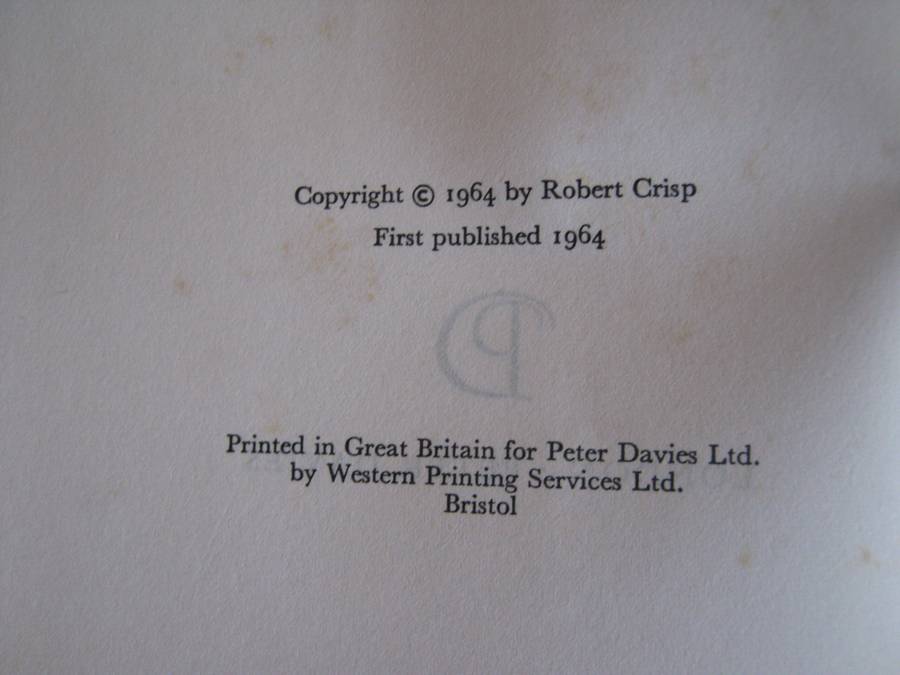 Copyright © 1964 by Robert Crisp
First published 1964
Printed in Great Britain for Peter Davies Ltd.
by Western Printing Services Ltd.
Bristol